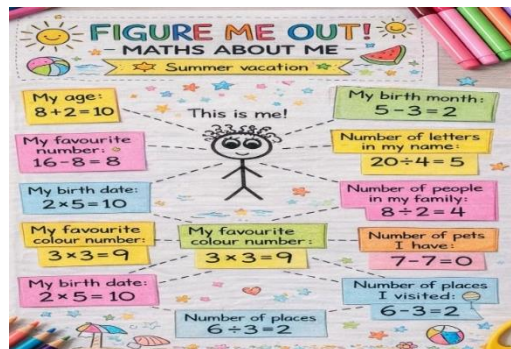 FIGURE ME OUT!
- MATHS ABOUT ME -
Summer vacation
My age:
8+2=10
My birth month:
5-3=2
This is me!
My favourite
number:
16-8=8
Number of letters
in my name:
20÷4=5
My birth date:
2×5=10
Number of people
in my family:
8÷2=4
My favourite
colour number:
3×3=9
My favourite
colour number:
3×3=9
Number of pets
I have:
7-7=0
My birth date:
2×5=10
Number of places
I visited:
6-3=2
Number of places
6÷3=2